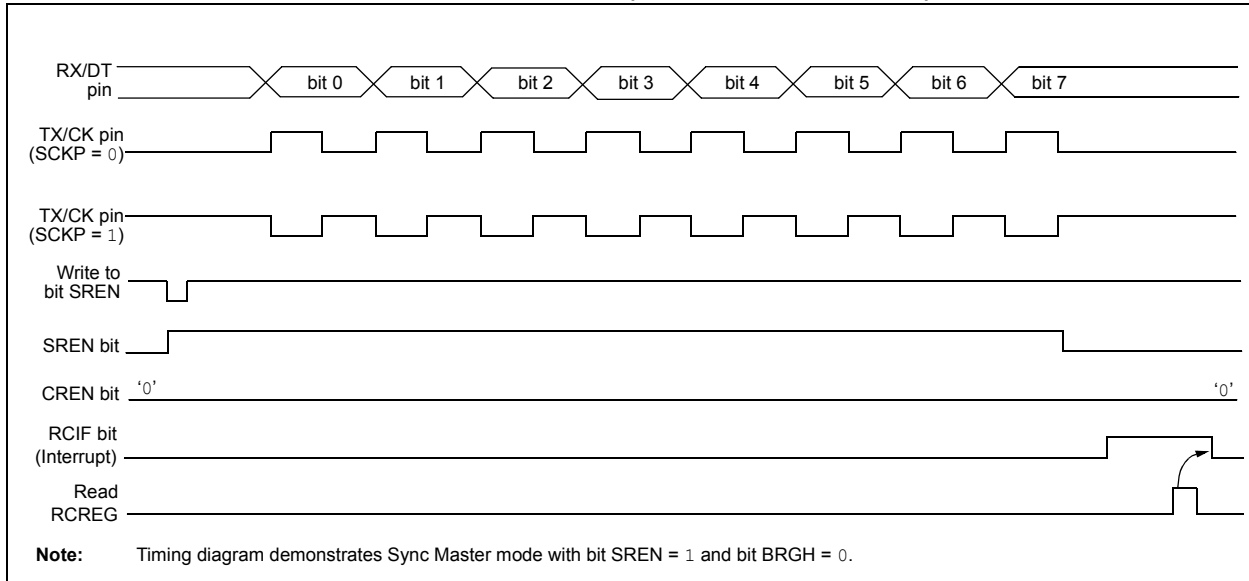 RX/DT
pin
bit 0 bit 1 bit 2 bit 3 bit 4 bit 5 bit 6 bit 7
TX/CK pin
(SCKP = 0)
TX/CK pin
(SCKP = 1)
Write to
bit SREN
SREN bit
CREN bit ‘0’ ‘0’
RCIF bit
(Interrupt)
Read
RCREG
Note: Timing diagram demonstrates Sync Master mode with bit SREN = 1 and bit BRGH = 0.